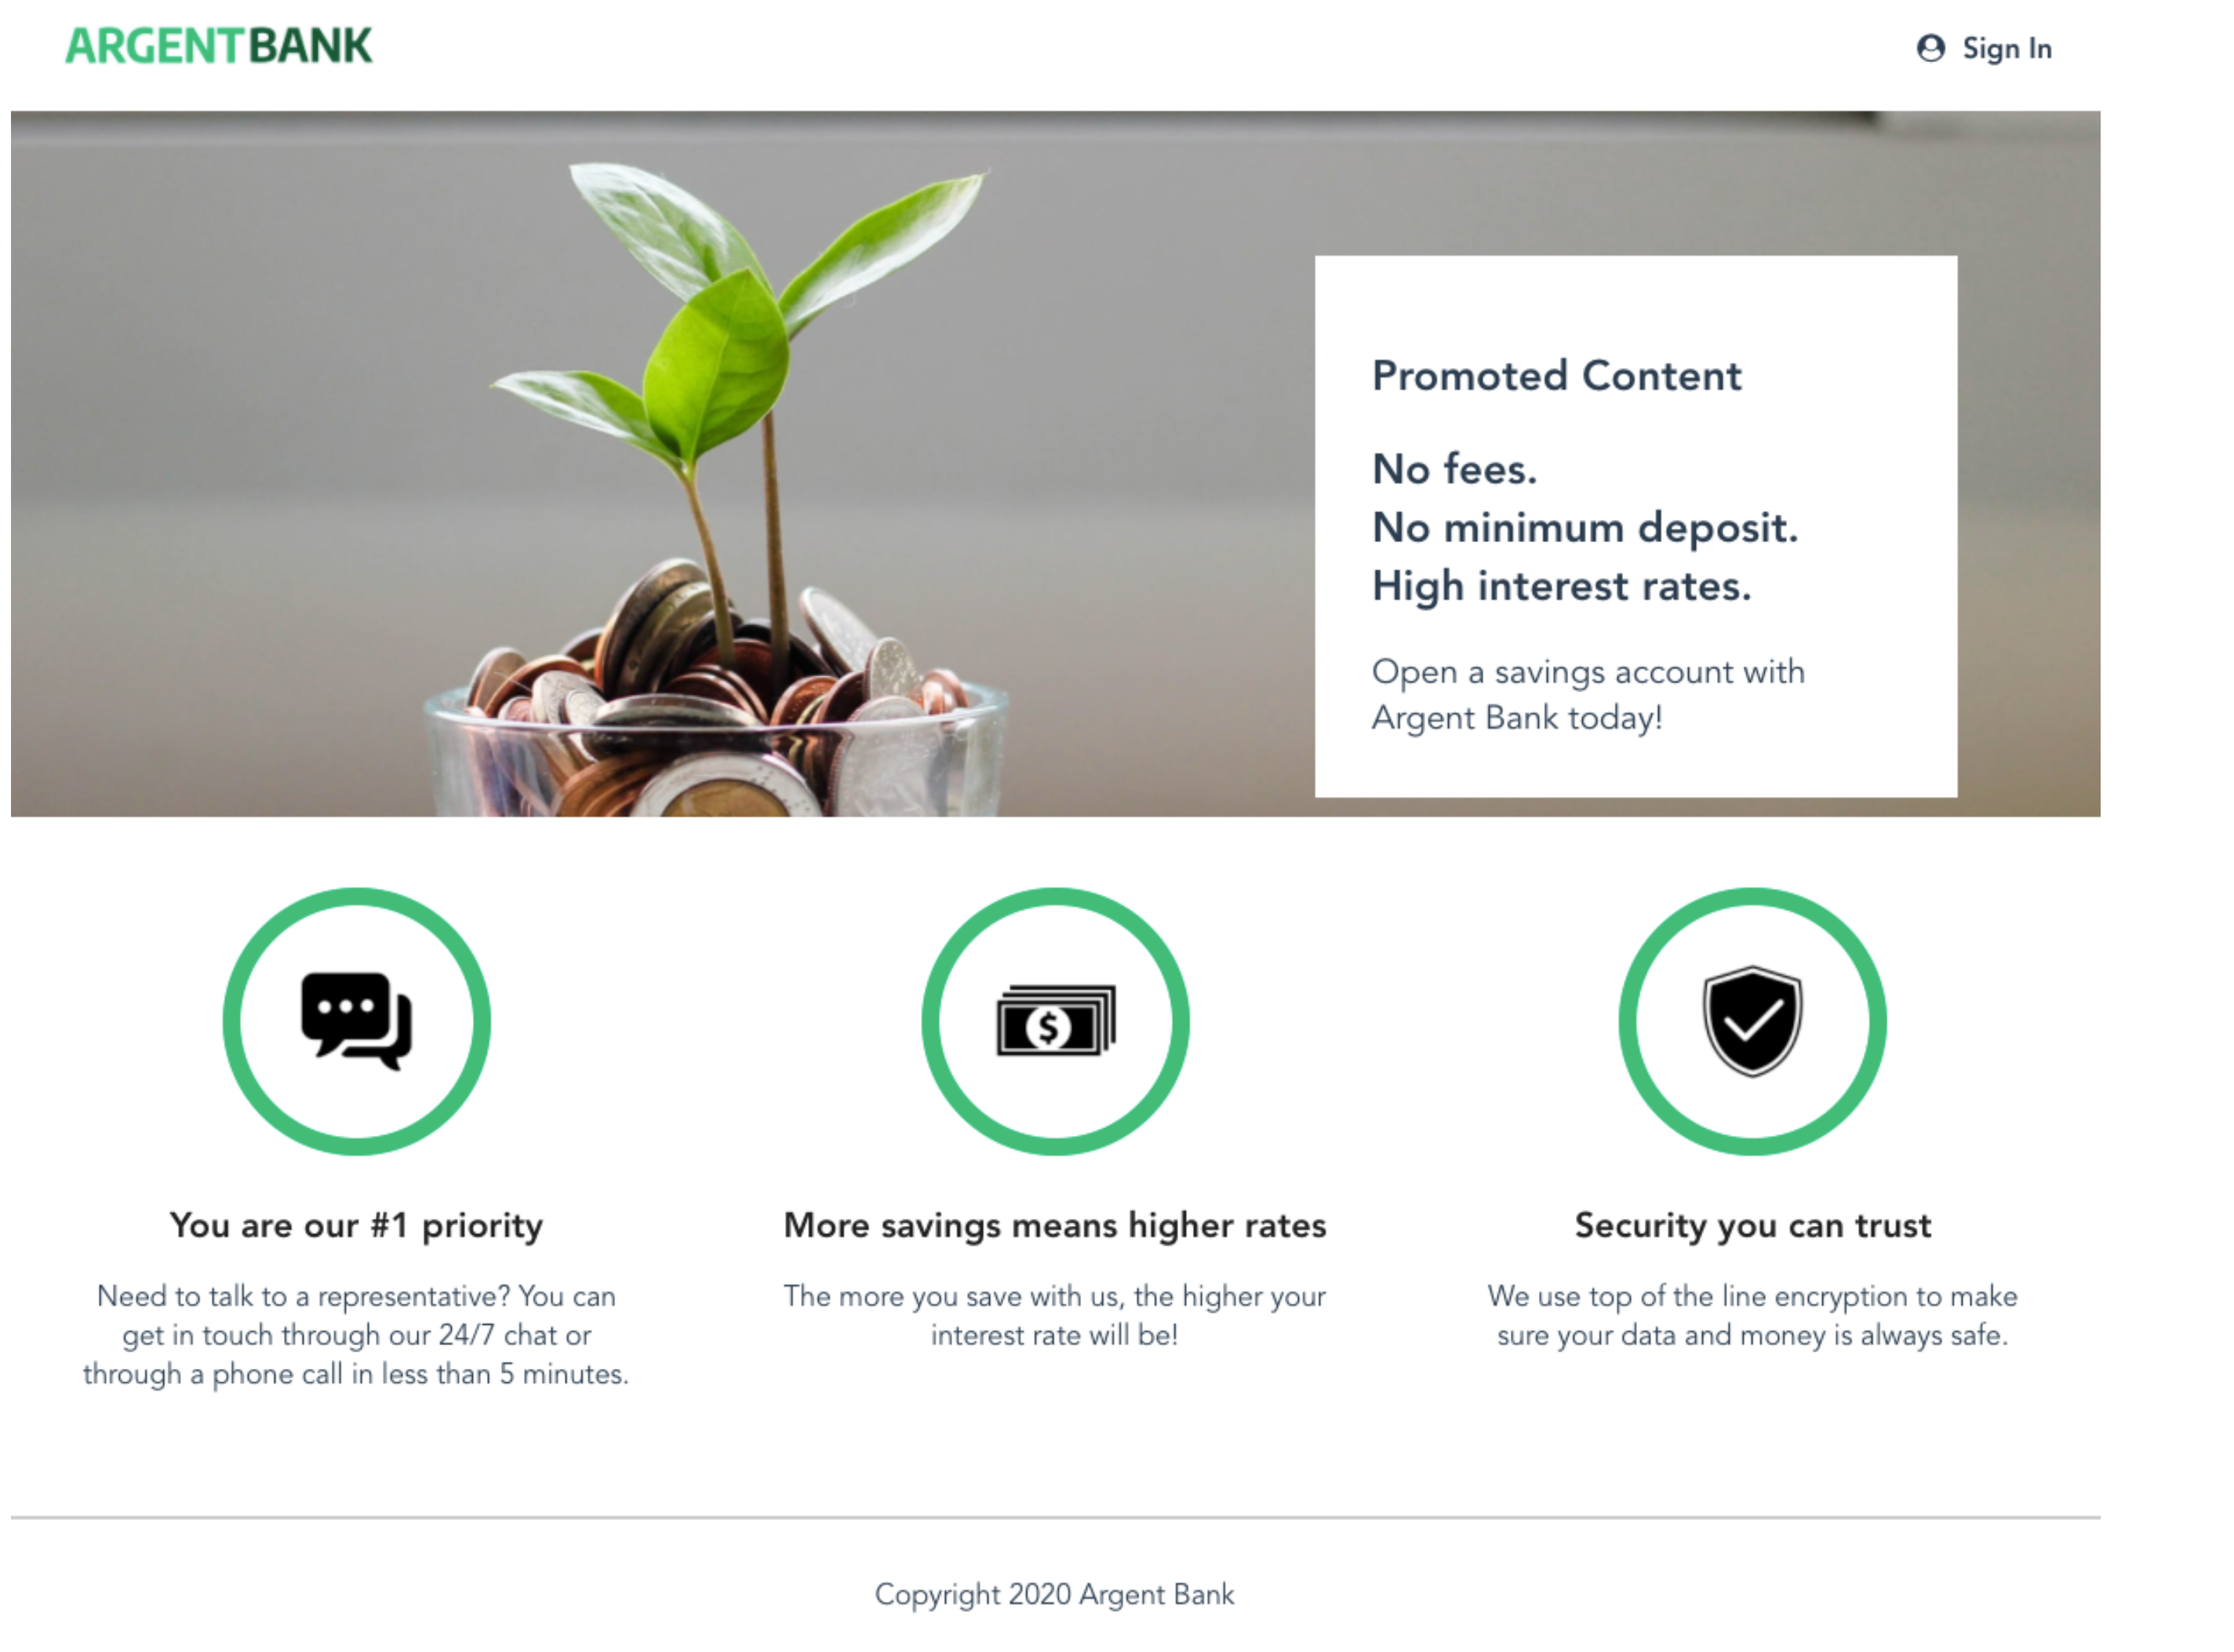 ARGENTBANK
Sign In
Promoted Content
No fees.
No minimum deposit.
High interest rates.
Open a savings account with
Argent Bank today!
$
You are our #1 priority
Need to talk to a representative? You can
get in touch through our 24/7 chat or
through a phone call in less than 5 minutes.
More savings means higher rates
The more you save with us, the higher your
interest rate will be!
Security you can trust
We use top of the line encryption to make
sure your data and money is always safe.
Copyright 2020 Argent Bank